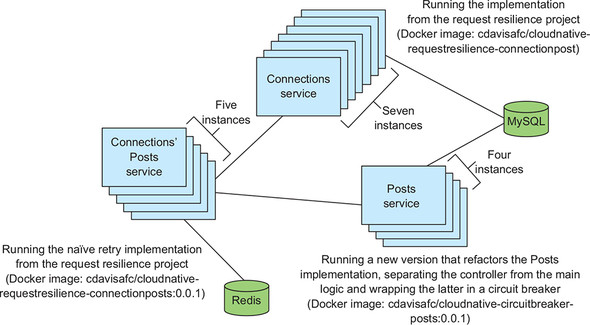 Running the implementation
from the request resilience project
(Docker image: cdavisafc/cloudnative-
requestresilience-connectionpost)
Connections
service
Five
instances
Seven
instances
MySQL
Connections'
Posts
service
Four
instances
Posts
service
Running the naïve retry implementation
from the request resilience project
(Docker image: cdavisafc/cloudnative-
requestresilience-connectionposts:0.0.1)
Redis
Running a new version that refactors the Posts
implementation, separating the controller from the main
logic and wrapping the latter in a circuit breaker
(Docker image: cdavisafc/cloudnative-circuitbreaker-
posts:0.0.1)